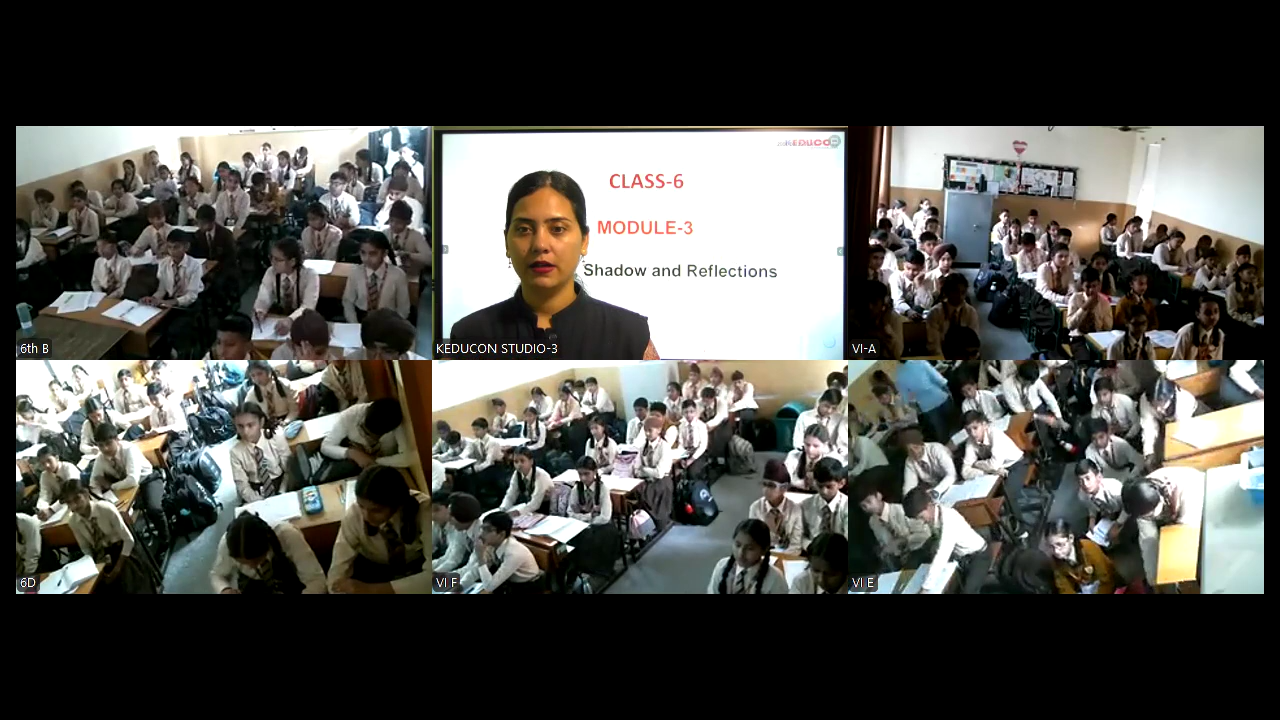 CLASS-6
MODULE-3
Shadow and Reflections
6th B
KEDUCON STUDIO-3
VI-A
6D
VI F
VI E